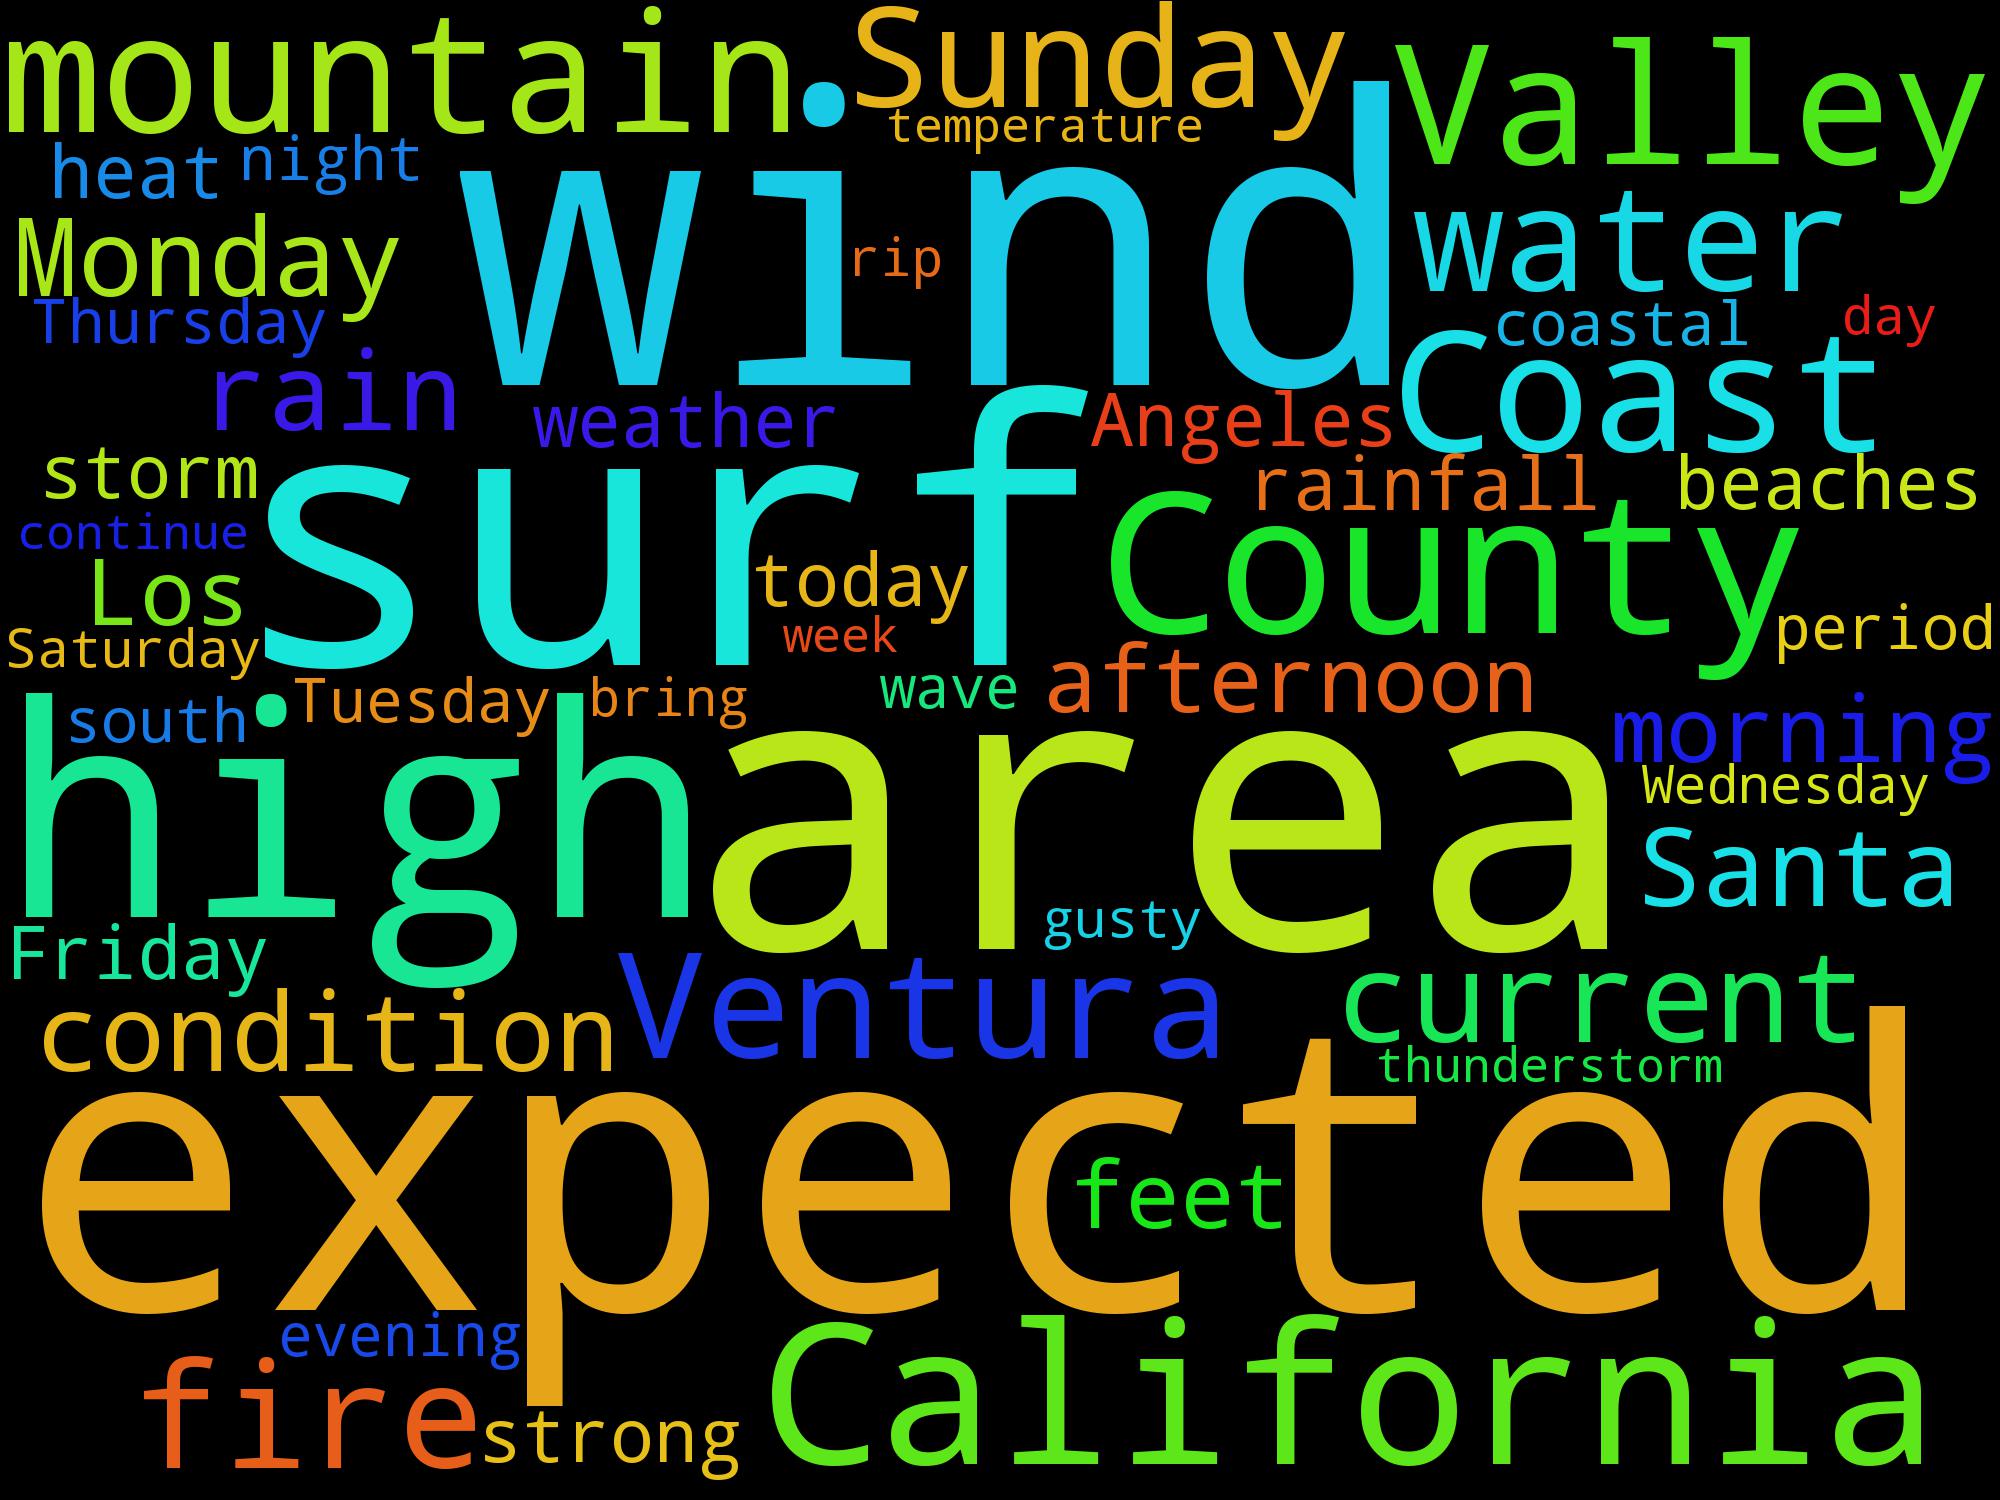 mountain
Sunday
Valley
temperature
heat
night
wind
water
Monday
rip
Thursday
coastal
day
rain
Coast
weather
Angeles
storm
surf
rainfall
beaches
continue
County
Los
today
Saturday
week
period
south
Tuesday
bring
wave
afternoon
morning
high
area
Wednesday
Santa
gusty
Friday
Ventura
current
condition
thunderstorm
expected
feet
evening
California
fire
strong